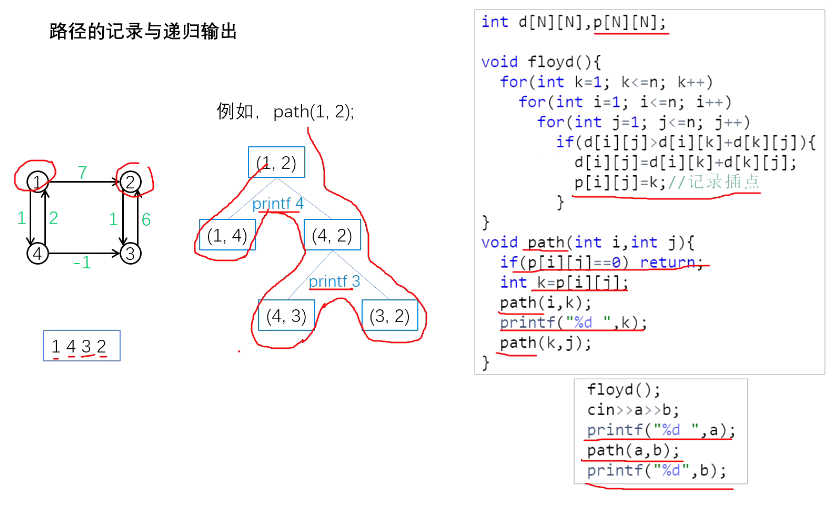 路径的记录与递归输出
例如，path(1, 2);
(1, 2)
printf 4
(1, 4)
(4, 2)
printf 3
(4, 3)
(3, 2)
1
7
2
1
2
1
6
4
-1
3
1 4 3 2
int d[N][N],p[N][N];
void floyd(){
for(int k=1; k<=n; k++)
for(int i=1; i<=n; i++)
for(int j=1; j<=n; j++)
if(d[i][j]>d[i][k]+d[k][j]){
d[i][j]=d[i][k]+d[k][j];
p[i][j]=k;//记录插点
}
}
void path(int i,int j){
if(p[i][j]==0) return;
int k=p[i][j];
path(i,k);
printf("%d ",k);
path(k,j);
}
floyd();
cin>>a>>b;
printf("%d ",a);
path(a,b);
printf("%d",b);